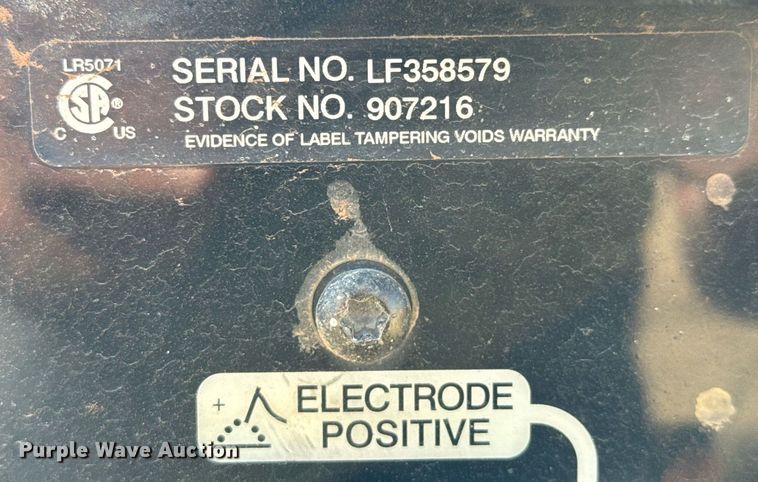 LR5071
SERIAL NO. LF358579
SA ®
C US
STOCK NO. 907216
EVIDENCE OF LABEL TAMPERING VOIDS WARRANTY
+ ELECTRODE
POSITIVE
Purple Wave Auction